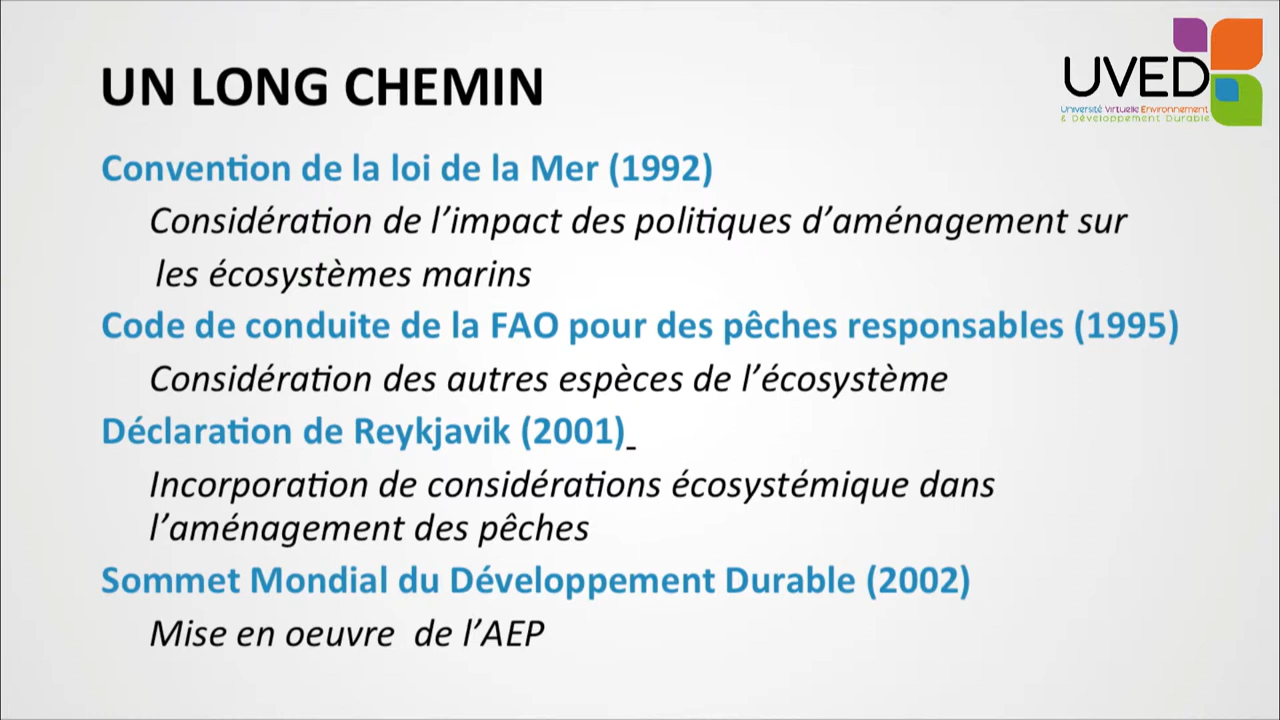 UN LONG CHEMIN
UVED
Université Virtuelle Environnement
& Développement Durable
Convention de la loi de la Mer (1992)
Considération de l’impact des politiques d’aménagement sur
les écosystèmes marins
Code de conduite de la FAO pour des pêches responsables (1995)
Considération des autres espèces de l’écosystème
Déclaration de Reykjavik (2001)_
Incorporation de considérations écosystémique dans
l’aménagement des pêches
Sommet Mondial du Développement Durable (2002)
Mise en oeuvre  de l’AEP